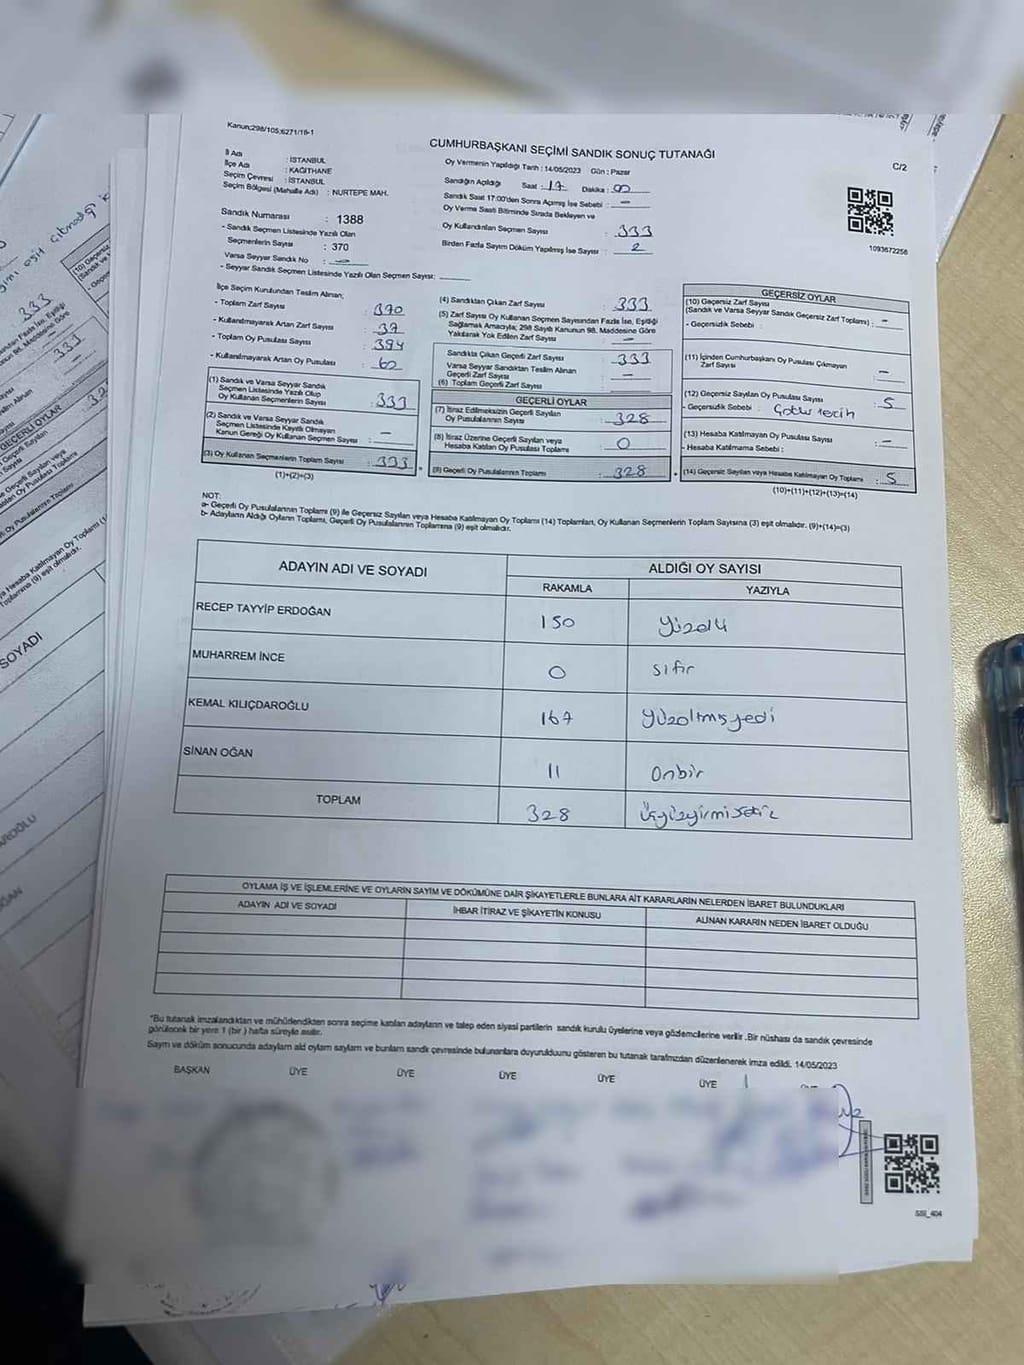 Kanun;298/105;6271/16-1
CUMHURBAŞKANI SEÇİMİ SANDIK SONUÇ TUTANAĞI
C/2
İl Adı : İSTANBUL
İlçe Adı : KAĞITHANE
Seçim Çevresi : İSTANBUL
Seçim Bölgesi (Mahalle Adı) : NURTEPE MAH.
Sandık Numarası : 1388
- Sandık Seçmen Listesinde Yazılı Olan
Seçmenlerin Sayısı : 370
Varsa Seyyar Sandık No : -
- Seyyar Sandık Seçmen Listesinde Yazılı Olan Seçmen Sayısı:
Oy Vermenin Yapıldığı Tarih : 14/05/2023 Gün : Pazar
Sandığın Açıldığı Saat : 17 Dakika : 00
Sandık Saat 17:00'den Sonra Açılmış İse Sebebi : -
Oy Verme Saati Bitiminde Sırada Bekleyen ve
Oy Kullandırılan Seçmen Sayısı : 333
Birden Fazla Sayım Döküm Yapılmış İse Sayısı : 2
1093672256
İlçe Seçim Kurulundan Teslim Alınan;
- Toplam Zarf Sayısı : 370
- Kullanılmayarak Artan Zarf Sayısı : 37
- Toplam Oy Pusulası Sayısı : 394
- Kullanılmayarak Artan Oy Pusulası : 60
(1) Sandık ve Varsa Seyyar Sandık
Seçmen Listesinde Yazılı Olup
Oy Kullanan Seçmenlerin Sayısı : 333
(2) Sandık ve Varsa Seyyar Sandık
Seçmen Listesinde Kayıtlı Olmayan
Kanun Gereği Oy Kullanan Seçmen Sayısı : -
(3) Oy Kullanan Seçmenlerin Toplam Sayısı : 333
(1)+(2)=(3)
(4) Sandıktan Çıkan Zarf Sayısı : 333
(5) Zarf Sayısı Oy Kullanan Seçmen Sayısından Fazla İse, Eşitliği
Sağlamak Amacıyla; 298 Sayılı Kanunun 98. Maddesine Göre
Yakılarak Yok Edilen Zarf Sayısı : -
Sandıkta Çıkan Geçerli Zarf Sayısı : 333
Varsa Seyyar Sandıktan Teslim Alınan
Geçerli Zarf Sayısı : -
(6) Toplam Geçerli Zarf Sayısı :
GEÇERLİ OYLAR
(7) İtiraz Edilmeksizin Geçerli Sayılan
Oy Pusulalarının Sayısı : 328
(8) İtiraz Üzerine Geçerli Sayılan veya
Hesaba Katılan Oy Pusulası Toplamı : 0
(9) Geçerli Oy Pusulalarının Toplamı : 328
GEÇERSİZ OYLAR
(10) Geçersiz Zarf Sayısı
(Sandık ve Varsa Seyyar Sandık Geçersiz Zarf Toplamı) : -
- Geçersizlik Sebebi :
(11) İçinden Cumhurbaşkanı Oy Pusulası Çıkmayan
Zarf Sayısı : -
(12) Geçersiz Sayılan Oy Pusulası Sayısı : 5
- Geçersizlik Sebebi : Çoklu tercih
(13) Hesaba Katılmayan Oy Pusulası Sayısı : -
- Hesaba Katılmama Sebebi :
(14) Geçersiz Sayılan veya Hesaba Katılmayan Oy Toplamı : 5
(10)+(11)+(12)+(13)=(14)
NOT:
a- Geçerli Oy Pusulasının Toplamı (9) ile Geçersiz Sayılan veya Hesaba Katılmayan Oy Toplamı (14) Toplamları, Oy Kullanan Seçmenlerin Toplam Sayısına (3) eşit olmalıdır. (9)+(14)=(3)
b- Adayların Aldığı Oyların Toplamı, Geçerli Oy Pusulalarının Toplamına (9) eşit olmalıdır.
ADAYIN ADI VE SOYADI ALDIĞI OY SAYISI
RAKAMLA YAZIYLA
RECEP TAYYİP ERDOĞAN 150 Yüzelli
MUHARREM İNCE 0 Sıfır
KEMAL KILIÇDAROĞLU 167 Yüzaltmışyedi
SİNAN OĞAN 11 Onbir
TOPLAM 328 Üçyüzyirmisekiz
OYLAMA İŞ VE İŞLEMLERİNE VE OYLARIN SAYIM VE DÖKÜMÜNE DAİR ŞİKAYETLERLE BUNLARA AİT KARARLARIN NELERDEN İBARET BULUNDUKLARI
ADAYIN ADI VE SOYADI İHBAR İTİRAZ VE ŞİKAYETİN KONUSU ALINAN KARARIN NEDEN İBARET OLDUĞU
*Bu tutanak imzalandıktan ve mühürlendikten sonra seçime katılan adayların ve talep eden siyasi partilerin sandık kurulu üyelerine veya gözlemcilerine verilir .Bir nüshası da sandık çevresinde
görülecek bir yere 1 (bir ) hafta süreyle asılır.
Sayım ve döküm sonucunda adayların aldığı oyların sayılarını ve bunların sandık çevresinde bulunanlara duyurulduğunu gösteren bu tutanak tarafımızdan düzenlenerek imza edildi. 14/05/2023
BAŞKAN ÜYE ÜYE ÜYE ÜYE ÜYE
SSI_404